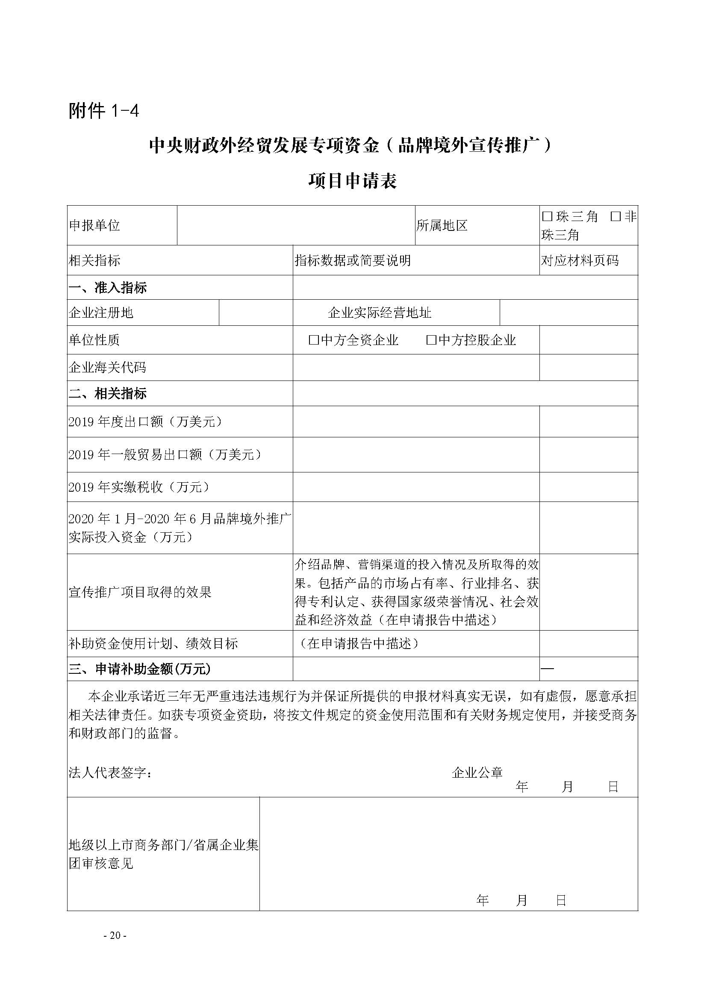 附件 1-4
中央财政外经贸发展专项资金（品牌境外宣传推广）
项目申请表
申报单位 所属地区 □珠三角 □非
珠三角
相关指标 指标数据或简要说明 对应材料页码
一、准入指标
企业注册地 企业实际经营地址
单位性质 □中方全资企业 □中方控股企业
企业海关代码
二、相关指标
2019 年度出口额（万美元）
2019 年一般贸易出口额（万美元）
2019 年实缴税收（万元）
2020 年 1 月-2020 年 6 月品牌境外推广
实际投入资金（万元）
宣传推广项目取得的效果
介绍品牌、营销渠道的投入情况及所取得的效
果。包括产品的市场占有率、行业排名、获
得专利认定、获得国家级荣誉情况、社会效
益和经济效益（在申请报告中描述）
补助资金使用计划、绩效目标 （在申请报告中描述）
三、申请补助金额(万元) —
本企业承诺近三年无严重违法违规行为并保证所提供的申报材料真实无误，如有虚假，愿意承担
相关法律责任。如获专项资金资助，将按文件规定的资金使用范围和有关财务规定使用，并接受商务
和财政部门的监督。
法人代表签字： 企业公章
年 月 日
地级以上市商务部门/省属企业集
团审核意见
年 月 日
- 20 -